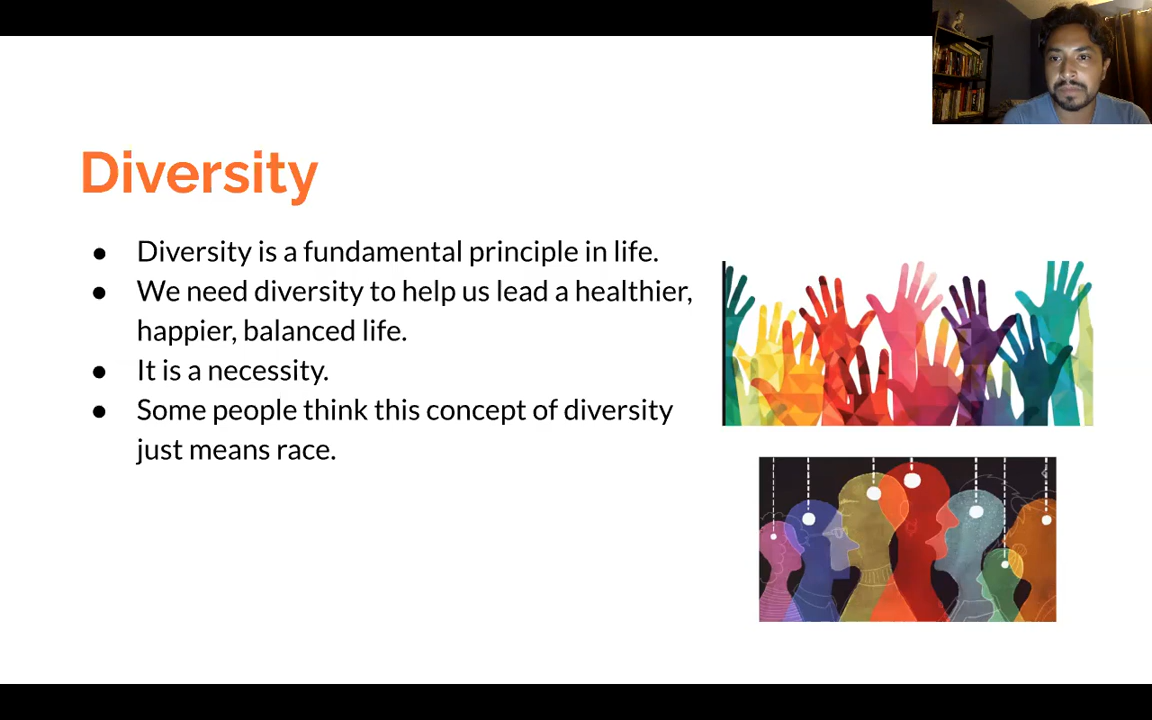 Diversity
● Diversity is a fundamental principle in life.
● We need diversity to help us lead a healthier,
happier, balanced life.
● It is a necessity.
● Some people think this concept of diversity
just means race.